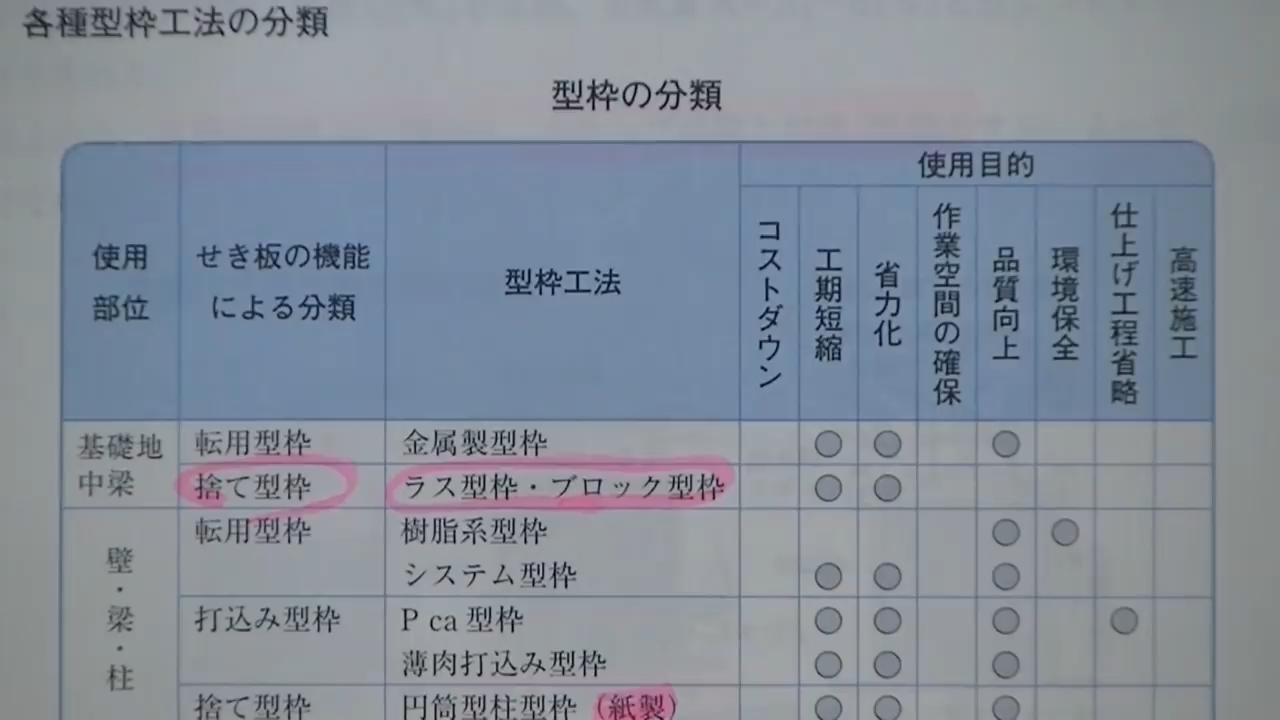 各種型枠工法の分類
型枠の分類
使用部位
せき板の機能による分類
型枠工法
使用目的
コストダウン
工期短縮
省力化
作業空間の確保
品質向上
環境保全
仕上げ工程省略
高速施工
基礎地中梁
転用型枠 金属製型枠 ○ ○ ○
捨て型枠 ラス型枠・ブロック型枠 ○ ○
壁・梁・柱
転用型枠 樹脂系型枠 ○ ○
システム型枠 ○ ○ ○
打込み型枠 Pca型枠 ○ ○ ○ ○
薄肉打込み型枠 ○ ○ ○
捨て型枠 円筒型柱型枠（紙製） ○ ○ ○